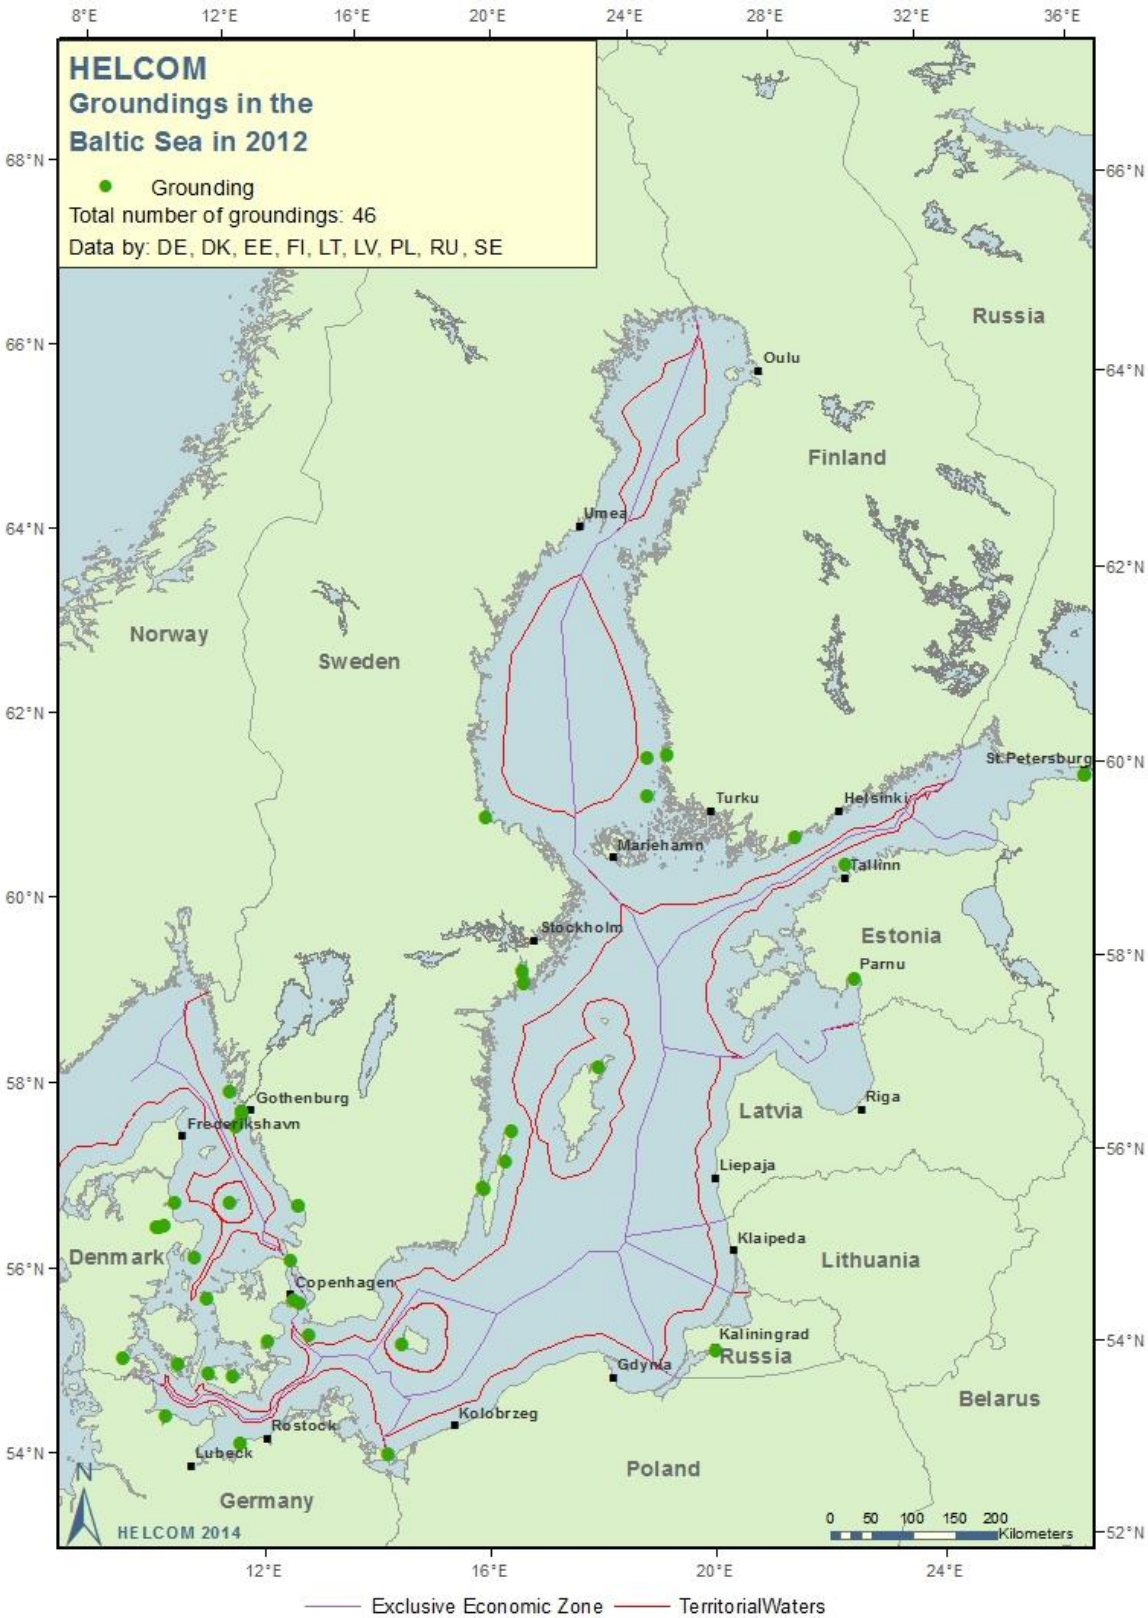 8°E 12°E 16°E 20°E 24°E 28°E 32°E 36°E
HELCOM
Groundings in the
Baltic Sea in 2012
Grounding
Total number of groundings: 46
Data by: DE, DK, EE, FI, LT, LV, PL, RU, SE
68°N
66°N
Russia
66°N
Oulu
64°N
Finland
Umea
64°N
62°N
Norway
Sweden
62°N
St.Petersburg
60°N
Turku
Helsinki
Mariehamn
Tallinn
60°N
Stockholm
Estonia
58°N
Parnu
58°N
Gothenburg
Riga
Latvia
Frederikshavn
56°N
Liepaja
Klaipeda
Denmark
Lithuania
56°N
Copenhagen
Kaliningrad
54°N
Russia
Gdynia
Belarus
Kolobrzeg
Rostock
54°N
Lubeck
Poland
N
Germany
0 50 100 150 200
Kilometers
52°N
HELCOM 2014
12°E 16°E 20°E 24°E
Exclusive Economic Zone TerritorialWaters